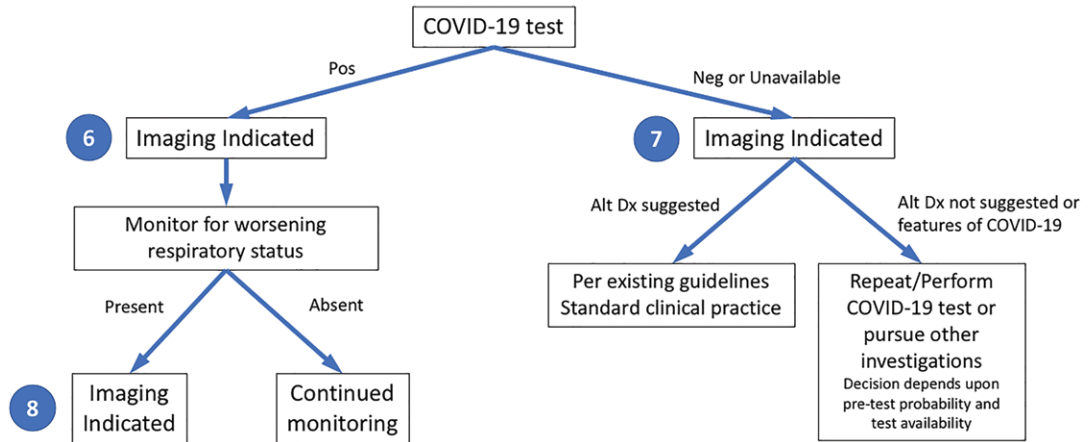 COVID-19 test
Pos
Neg or Unavailable
6
Imaging Indicated
7
Imaging Indicated
Monitor for worsening
respiratory status
Alt Dx suggested
Alt Dx not suggested or
features of COVID-19
Present
Absent
Per existing guidelines
Standard clinical practice
Repeat/Perform
COVID-19 test or
pursue other
investigations
Decision depends upon
pre-test probability and
test availability
8
Imaging
Indicated
Continued
monitoring